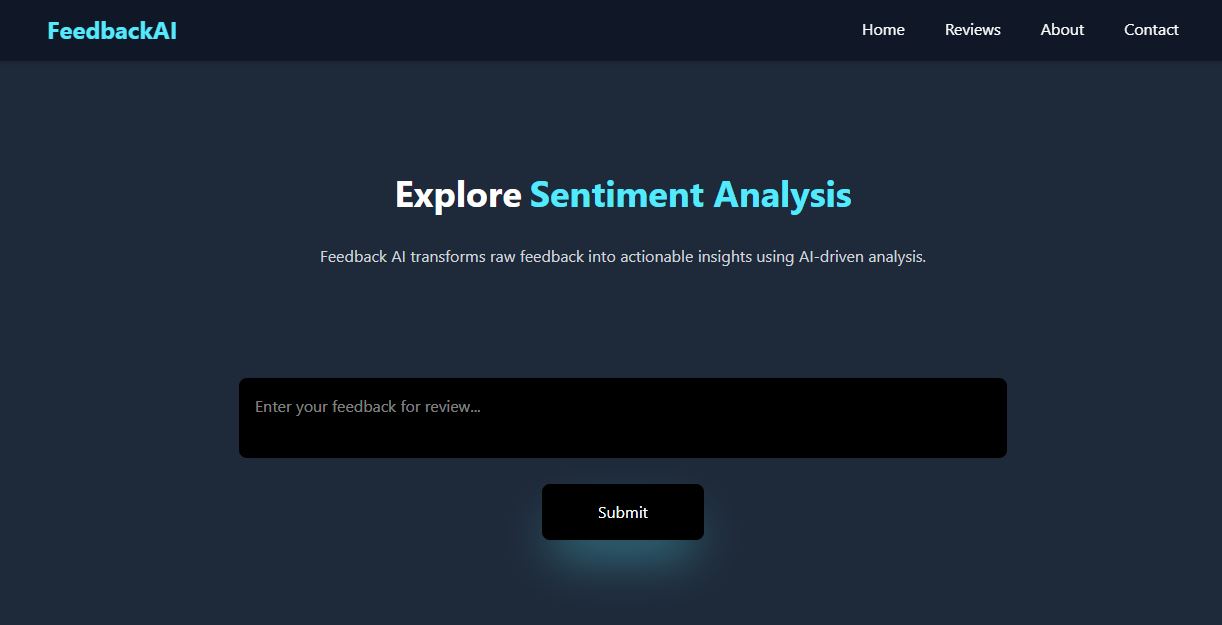 FeedbackAI
Home Reviews About Contact
Explore Sentiment Analysis
Feedback AI transforms raw feedback into actionable insights using AI-driven analysis.
Enter your feedback for review...
Submit